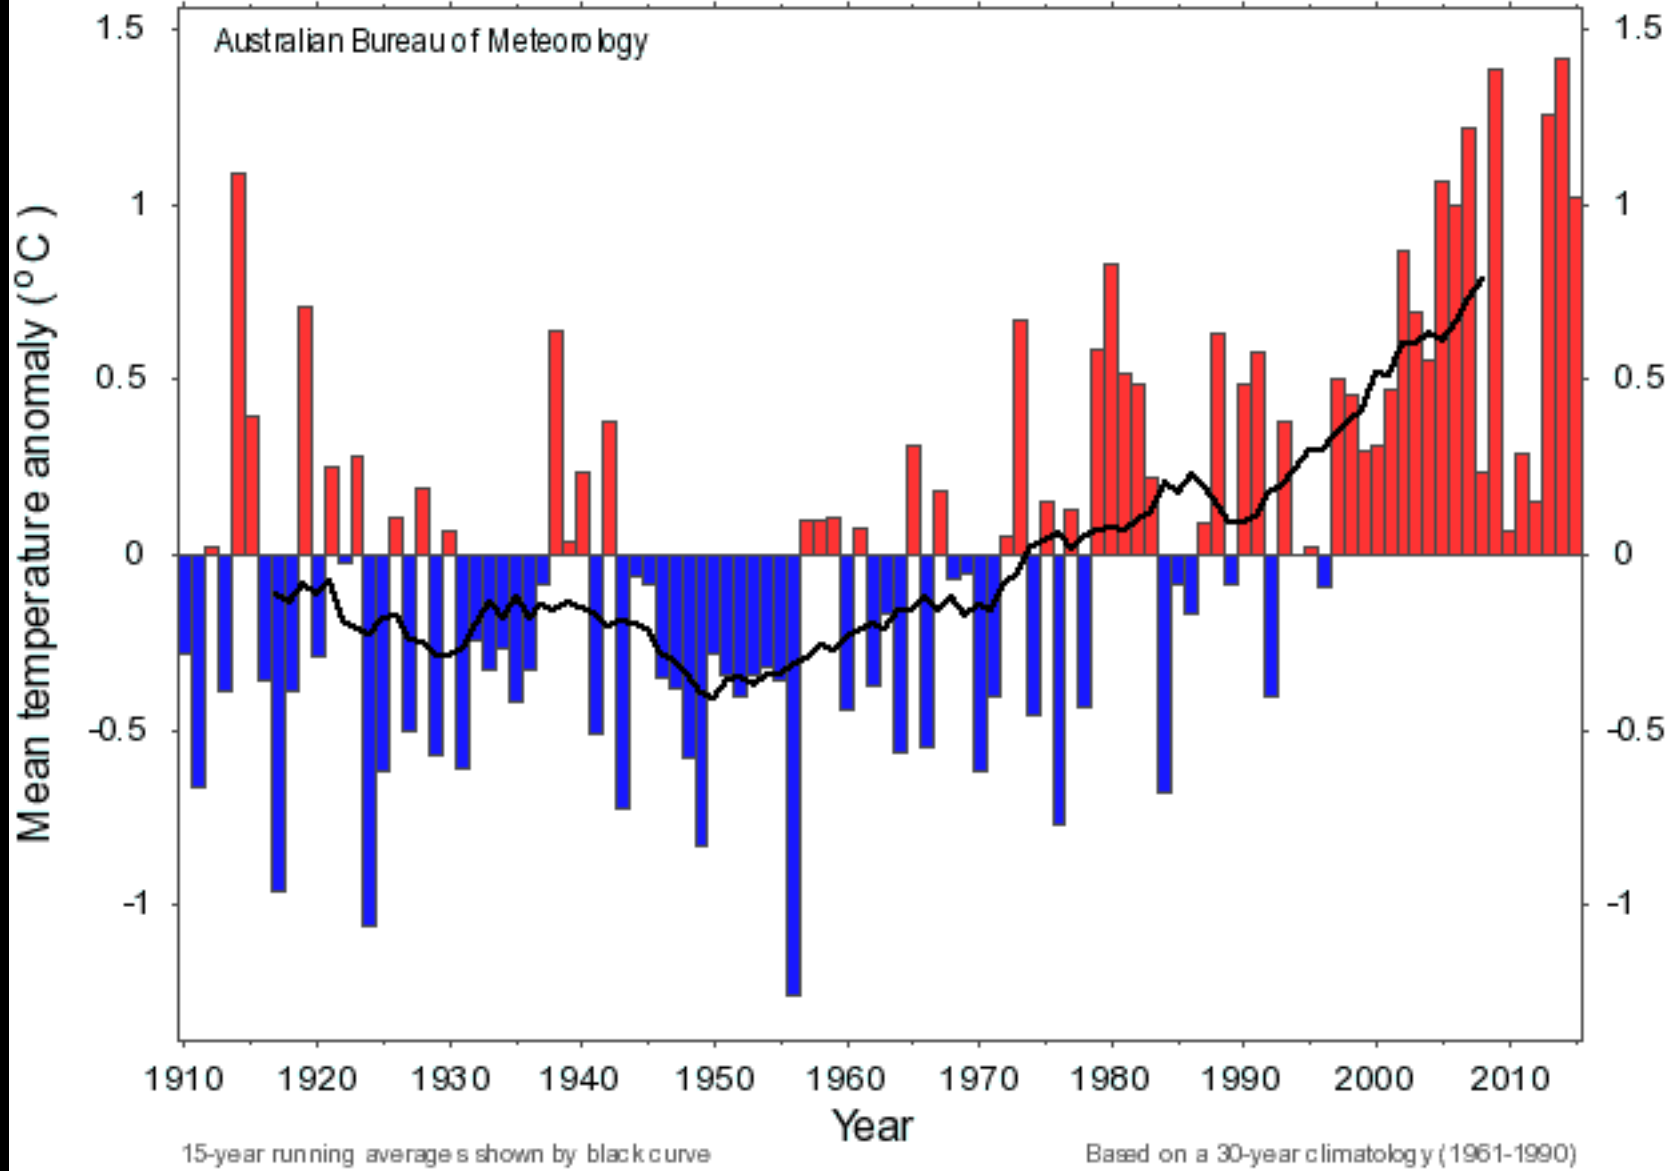 Australian Bureau of Meteorology
1.5 1.5
1 1
0.5 0.5
0 0
-0.5 -0.5
-1 -1
Mean temperature anomaly (°C)
1910 1920 1930 1940 1950 1960 1970 1980 1990 2000 2010
Year
15-year running averages shown by black curve
Based on a 30-year climatology (1961-1990)